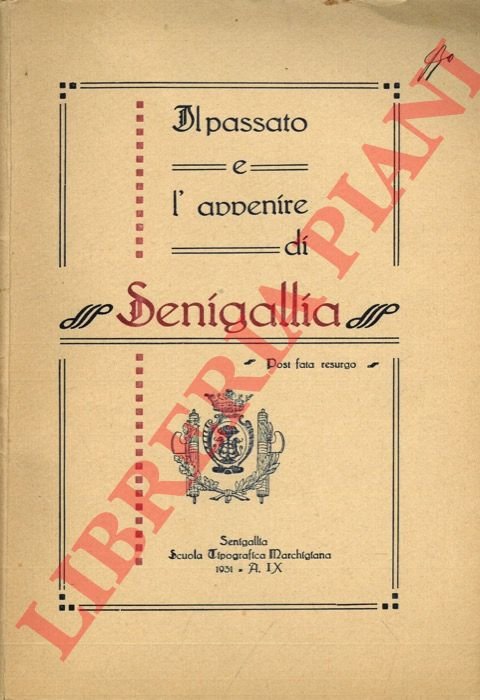 Il passato
e
l' avvenire
di
Senigallia
Post fata resurgo
Senigallia
Scuola Tipografica Marchigiana
1931 - A. IX
LIBRERIA PIANI